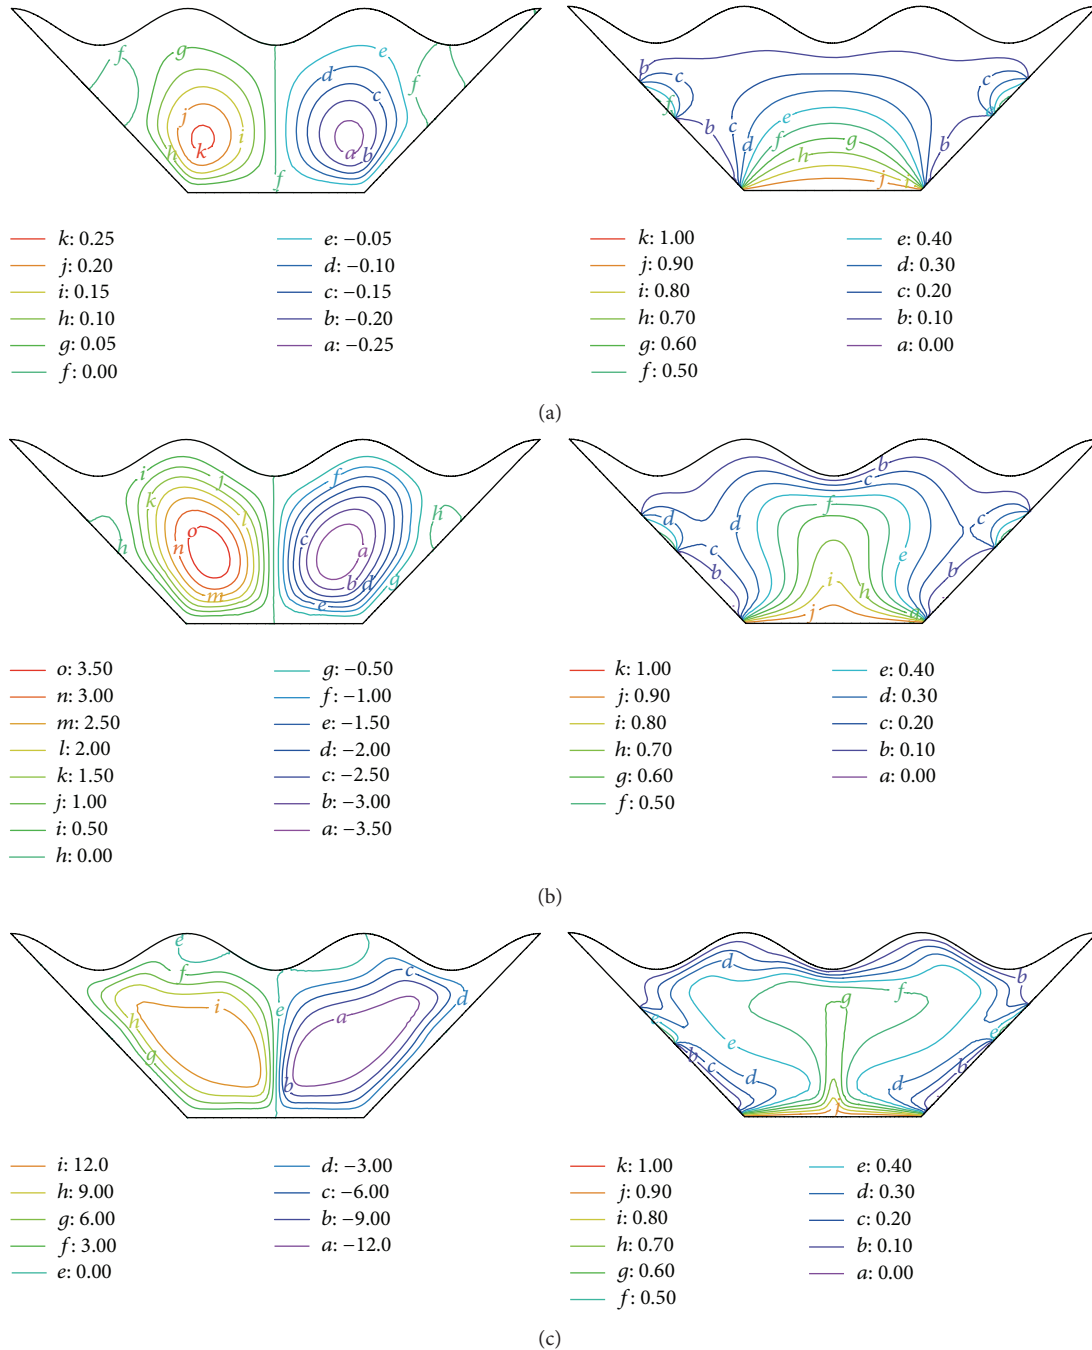 f g e d c f j i h k a b f
b c f b c d e f g h j i c e b
k: 0.25
j: 0.20
i: 0.15
h: 0.10
g: 0.05
f: 0.00
e: −0.05
d: −0.10
c: −0.15
b: −0.20
a: −0.25
k: 1.00
j: 0.90
i: 0.80
h: 0.70
g: 0.60
f: 0.50
e: 0.40
d: 0.30
c: 0.20
b: 0.10
a: 0.00
(a)
i j k l o n m h f c a b d g e h
b c f d d c e c b i h j g b
o: 3.50
n: 3.00
m: 2.50
l: 2.00
k: 1.50
j: 1.00
i: 0.50
h: 0.00
g: −0.50
f: −1.00
e: −1.50
d: −2.00
c: −2.50
b: −3.00
a: −3.50
k: 1.00
j: 0.90
i: 0.80
h: 0.70
g: 0.60
f: 0.50
e: 0.40
d: 0.30
c: 0.20
b: 0.10
a: 0.00
(b)
e f i h g e c d a b
d g f b c e e b c d d b i
i: 12.0
h: 9.00
g: 6.00
f: 3.00
e: 0.00
d: −3.00
c: −6.00
b: −9.00
a: −12.0
k: 1.00
j: 0.90
i: 0.80
h: 0.70
g: 0.60
f: 0.50
e: 0.40
d: 0.30
c: 0.20
b: 0.10
a: 0.00
(c)